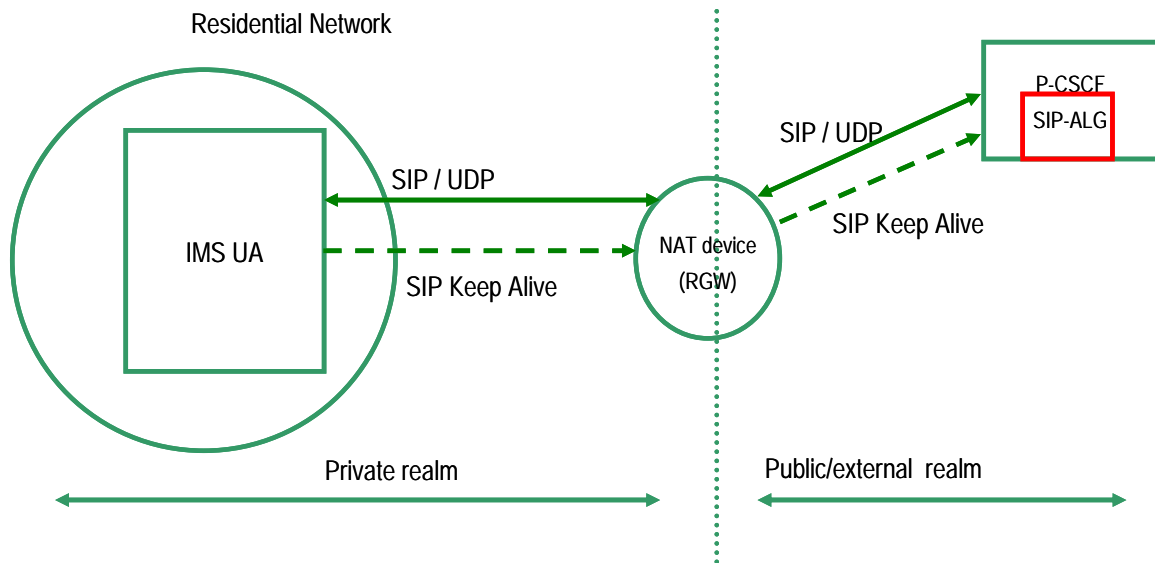 Residential Network
P-CSCF
SIP-ALG
SIP / UDP
SIP / UDP
SIP Keep Alive
IMS UA
NAT device
(RGW)
SIP Keep Alive
Private realm
Public/external realm